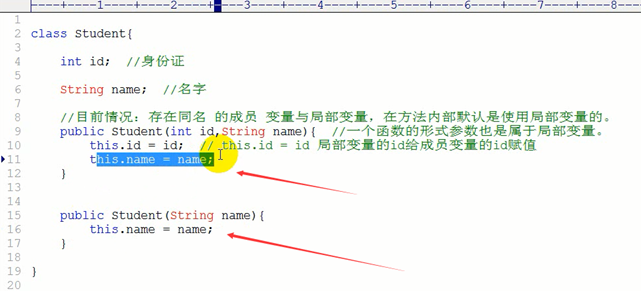 ----+----1----+----2----+----3----+----4----+----5----+----6----+----7----+----8--
1
2 class Student{
3
4 int id; //身份证
5
6 String name; //名字
7
8 //目前情况：存在同名 的成员 变量与局部变量，在方法内部默认是使用局部变量的。
9 public Student(int id,String name){ //一个函数的形式参数也是属于局部变量。
10 this.id = id; // this.id = id 局部变量的id给成员变量的id赋值
11 this.name = name;
12 }
13
14
15 public Student(String name){
16 this.name = name;
17 }
18
19 }
20